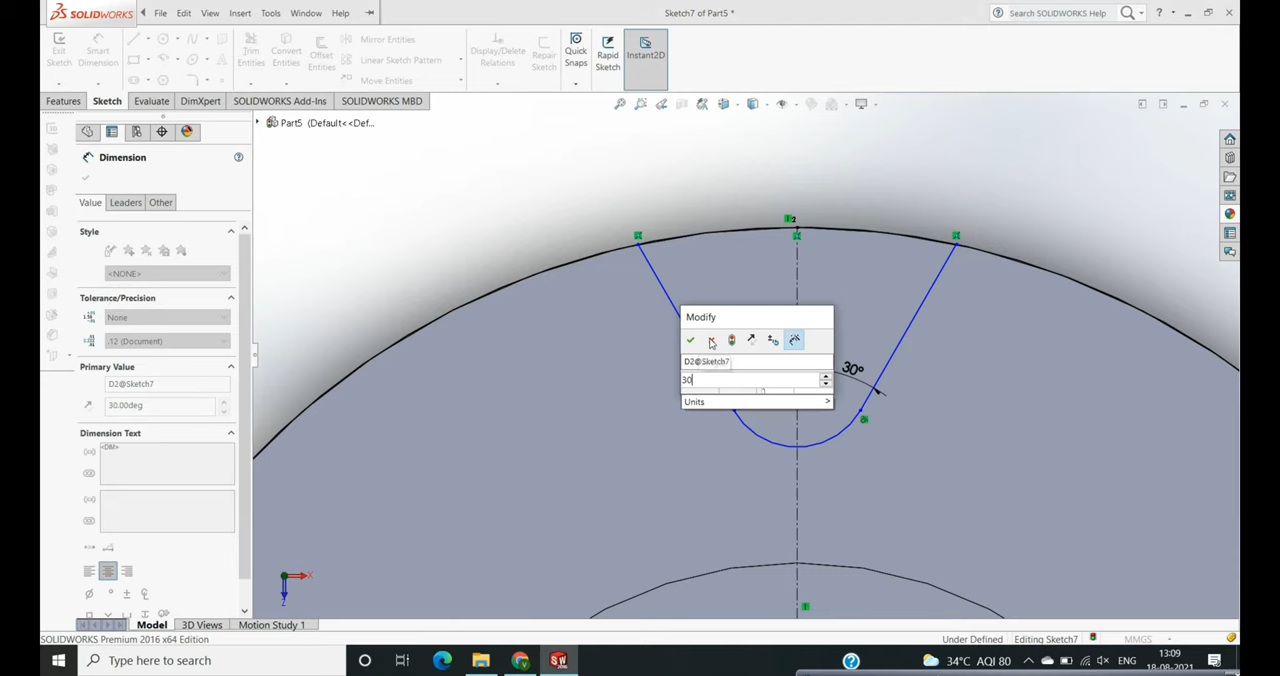 SOLIDWORKS File Edit View Insert Tools Window Help Sketch7 of Part5 * Search SOLIDWORKS Help ?
Exit Sketch Smart Dimension Trim Entities Convert Entities Offset Entities Mirror Entities Linear Sketch Pattern Move Entities Display/Delete Relations Repair Sketch Quick Snaps Rapid Sketch Instant2D
Features Sketch Evaluate DimXpert SOLIDWORKS Add-Ins SOLIDWORKS MBD
Part5 (Default<<Def...
Dimension
Value Leaders Other
Style
<NONE>
Tolerance/Precision
None
.12 (Document)
Primary Value
D2@Sketch7
30.00deg
Dimension Text
<DIM>
2
Modify
D2@Sketch7
30
Units >
30°
X
Z
Model 3D Views Motion Study 1
SOLIDWORKS Premium 2016 x64 Edition Under Defined Editing Sketch7 MMGS
Type here to search 34°C AQI 80 ENG 13:09
18-08-2021